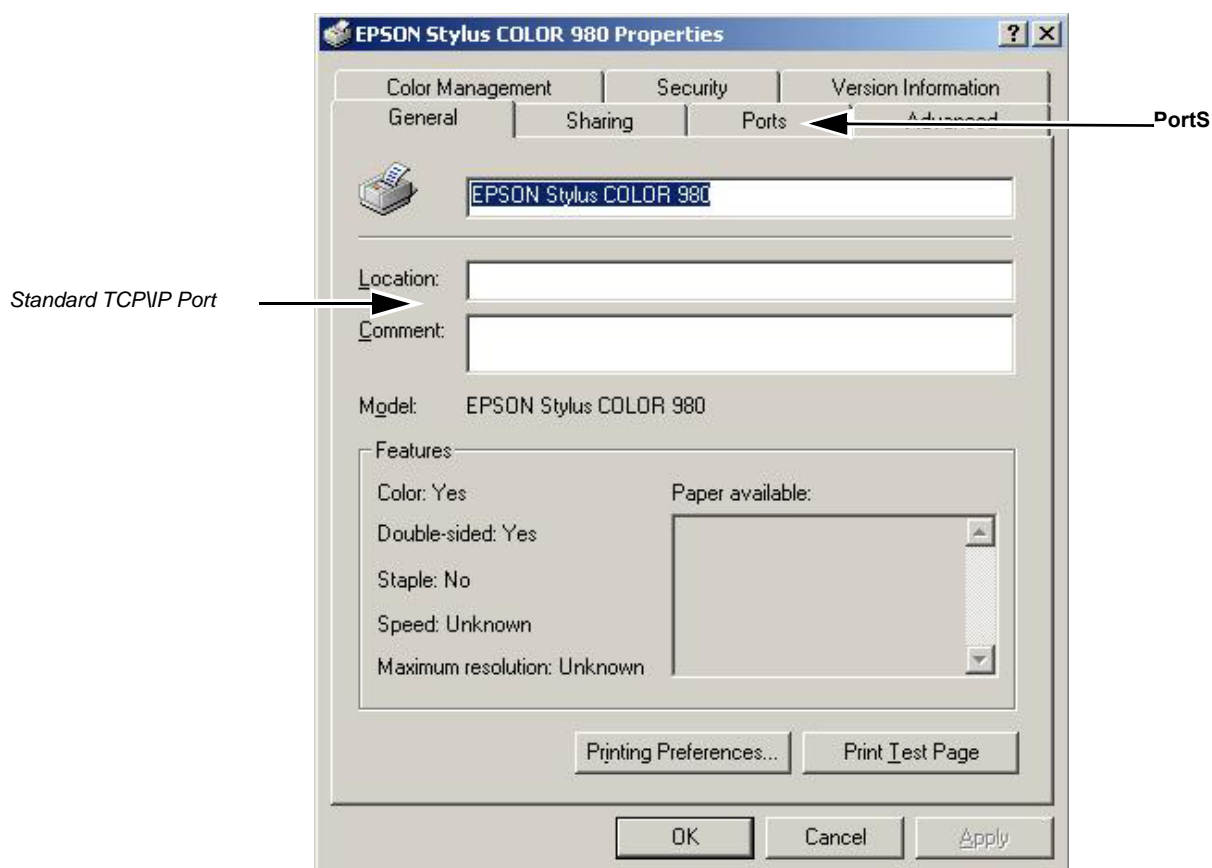 EPSON Stylus COLOR 980 Properties
Color Management Security Version Information
General Sharing Ports Advanced
PortS
EPSON Stylus COLOR 980
Location:
Standard TCP\IP Port
Comment:
Model: EPSON Stylus COLOR 980
Features
Color: Yes Paper available:
Double-sided: Yes
Staple: No
Speed: Unknown
Maximum resolution: Unknown
Printing Preferences... Print Test Page
OK Cancel Apply